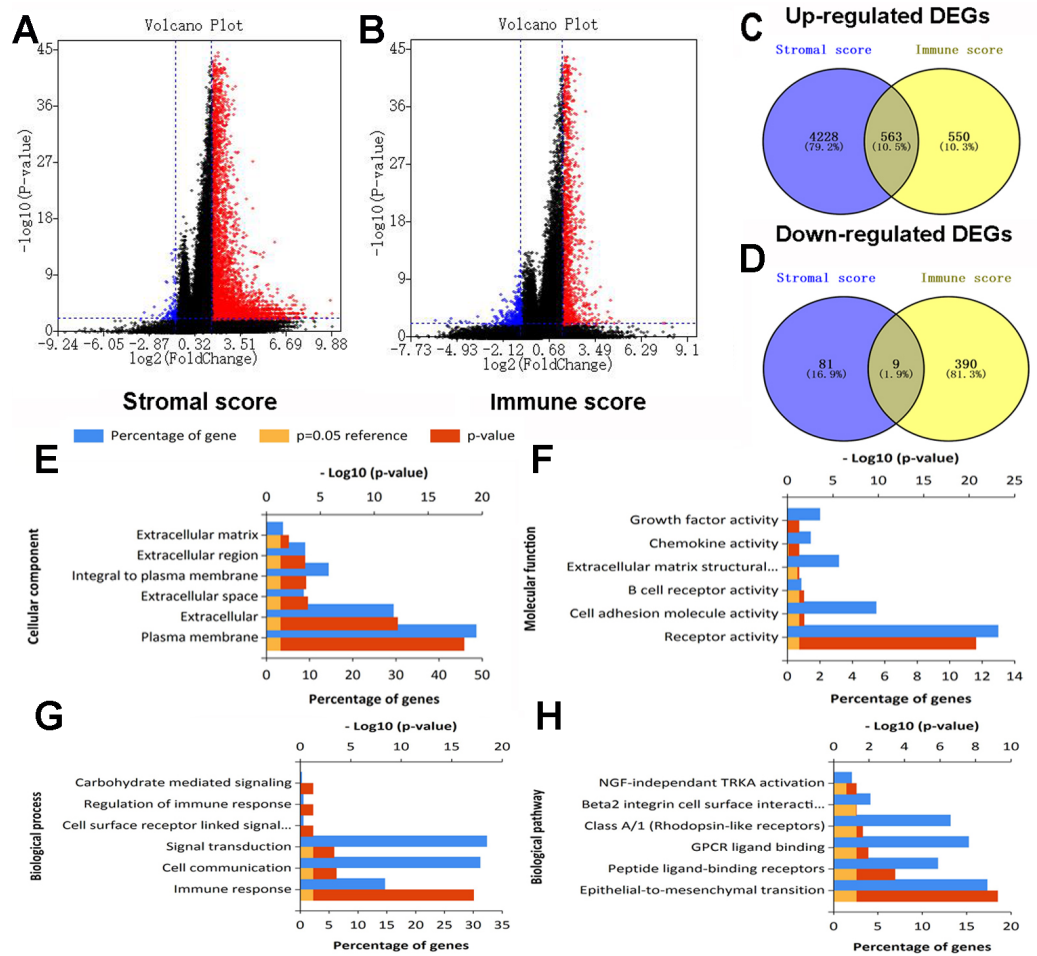 A
Volcano Plot
-log10(P-value)
45
36
27
18
9
0
-9.24 -6.05 -2.87 0.32 3.51 6.69 9.88
log2(FoldChange)
Stromal score
B
Volcano Plot
-log10(P-value)
45
36
27
18
9
0
-7.73 -4.93 -2.12 0.68 3.49 6.29 9.1
log2(FoldChange)
Immune score
C
Up-regulated DEGs
Stromal score
Immune score
4228 563 550
(79.2%) (10.5%) (10.3%)
Down-regulated DEGs
D
Stromal score
Immune score
81 9 390
(16.9%) (1.9%) (81.3%)
Percentage of gene
p=0.05 reference
p-value
E
- Log10 (p-value)
0 5 10 15 20
Cellular component
Extracellular matrix
Extracellular region
Integral to plasma membrane
Extracellular space
Extracellular
Plasma membrane
0 10 20 30 40 50
Percentage of genes
F
- Log10 (p-value)
0 5 10 15 20 25
Molecular function
Growth factor activity
Chemokine activity
Extracellular matrix structural...
B cell receptor activity
Cell adhesion molecule activity
Receptor activity
0 2 4 6 8 10 12 14
Percentage of genes
G
- Log10 (p-value)
0 5 10 15 20
Biological process
Carbohydrate mediated signaling
Regulation of immune response
Cell surface receptor linked signal...
Signal transduction
Cell communication
Immune response
0 5 10 15 20 25 30 35
Percentage of genes
H
- Log10 (p-value)
0 2 4 6 8 10
Biological pathway
NGF-independant TRKA activation
Beta2 integrin cell surface interacti...
Class A/1 (Rhodopsin-like receptors)
GPCR ligand binding
Peptide ligand-binding receptors
Epithelial-to-mesenchymal transition
0 5 10 15 20
Percentage of genes